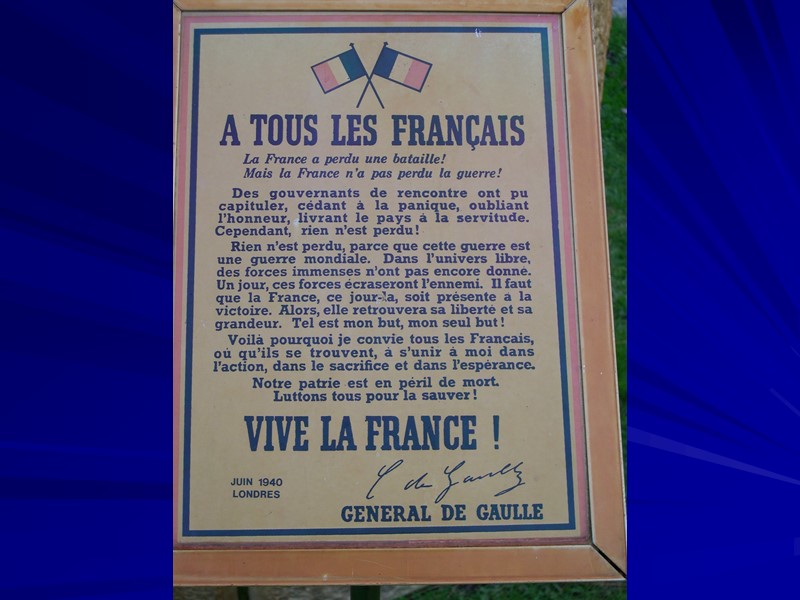 A TOUS LES FRANÇAIS
La France a perdu une bataille!
Mais la France n'a pas perdu la guerre!
Des gouvernants de rencontre ont pu
capituler, cédant à la panique, oubliant
l'honneur, livrant le pays à la servitude.
Cependant, rien n'est perdu!
Rien n'est perdu, parce que cette guerre est
une guerre mondiale. Dans l'univers libre,
des forces immenses n'ont pas encore donné.
Un jour, ces forces écraseront l'ennemi. Il faut
que la France, ce jour-là, soit présente à la
victoire. Alors, elle retrouvera sa liberté et sa
grandeur. Tel est mon but, mon seul but!
Voilà pourquoi je convie tous les Francais,
où qu'ils se trouvent, à s'unir à moi dans
l'action, dans le sacrifice et dans l'espérance.
Notre patrie est en péril de mort.
Luttons tous pour la sauver!
VIVE LA FRANCE !
C de Gaulle
JUIN 1940
LONDRES
GENERAL DE GAULLE